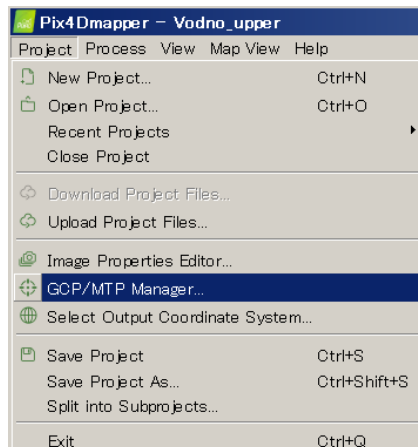 Pix4Dmapper – Vodno_upper
Project Process View Map View Help
New Project... Ctrl+N
Open Project... Ctrl+O
Recent Projects
Close Project
Download Project Files...
Upload Project Files...
Image Properties Editor...
GCP/MTP Manager...
Select Output Coordinate System...
Save Project Ctrl+S
Save Project As... Ctrl+Shift+S
Split into Subprojects...
Exit Ctrl+Q